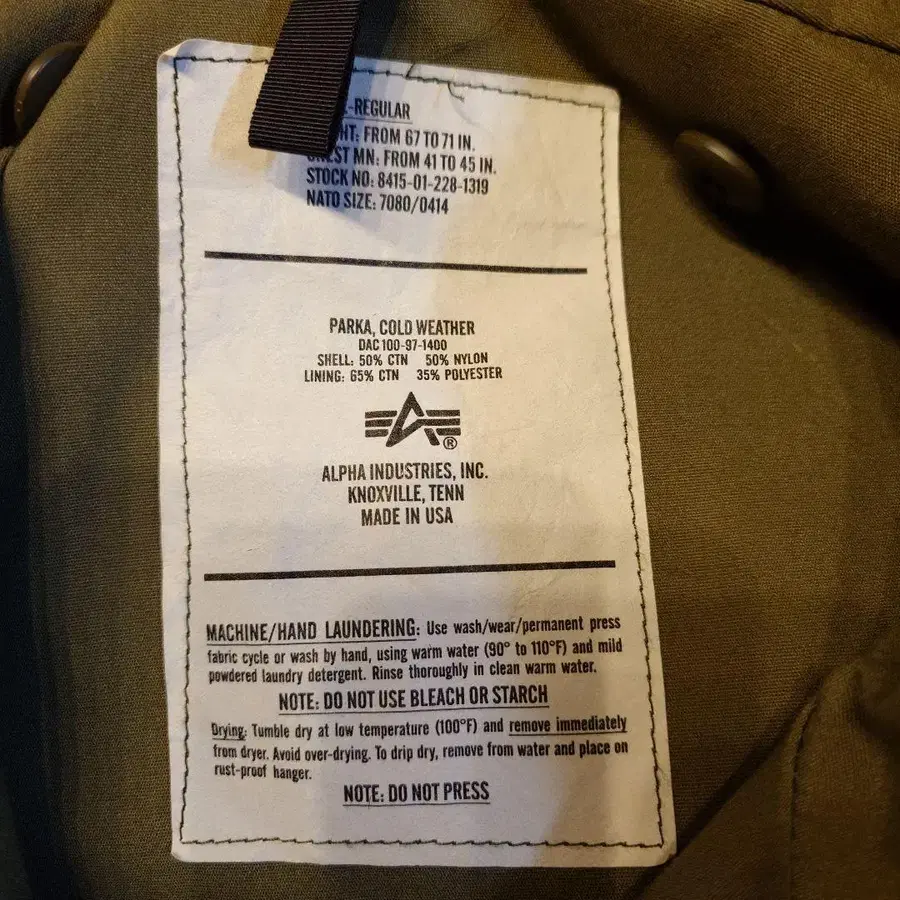 -REGULAR
FROM 67 TO 71 IN.
MN: FROM 41 TO 45 IN.
STOCK NO: 8415-01-228-1319
NATO SIZE: 7080/0414
PARKA, COLD WEATHER
DAC 100-97-1400
SHELL: 50% CTN 50% NYLON
LINING: 65% CTN 35% POLYESTER
®
ALPHA INDUSTRIES, INC.
KNOXVILLE, TENN
MADE IN USA
MACHINE/HAND LAUNDERING: Use wash/wear/permanent press
fabric cycle or wash by hand, using warm water (90° to 110°F) and mild
powdered laundry detergent. Rinse thoroughly in clean warm water.
NOTE: DO NOT USE BLEACH OR STARCH
Drying: Tumble dry at low temperature (100°F) and remove immediately
from dryer. Avoid over-drying. To drip dry, remove from water and place on
rust-proof hanger.
NOTE: DO NOT PRESS